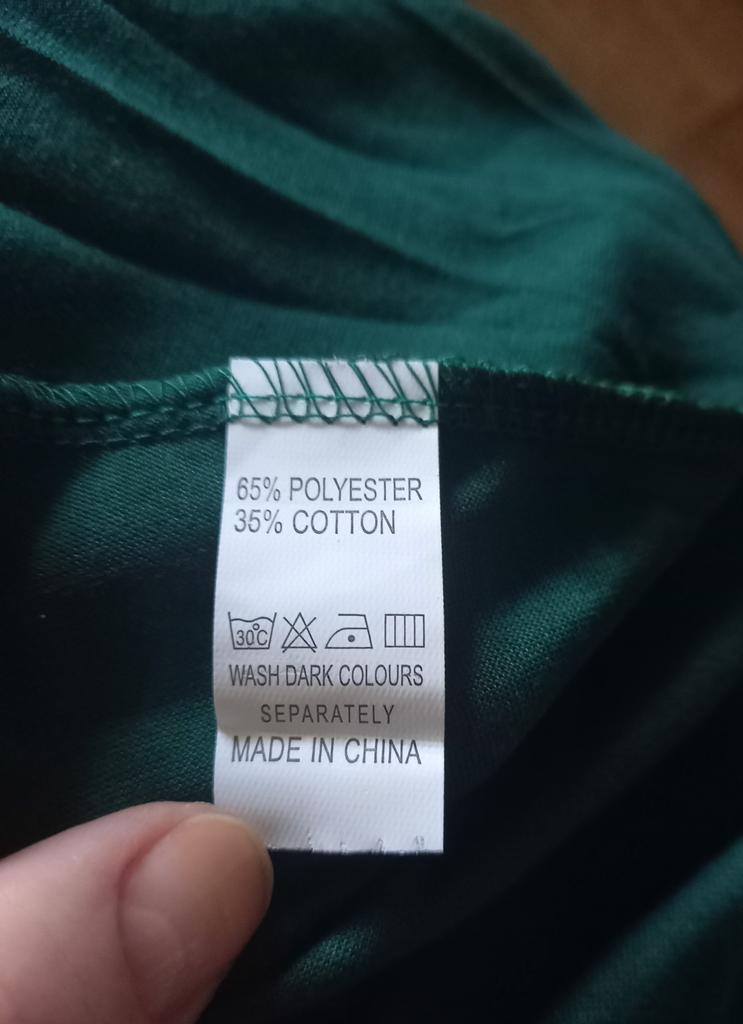 65% POLYESTER
35% COTTON
30°C
WASH DARK COLOURS
SEPARATELY
MADE IN CHINA